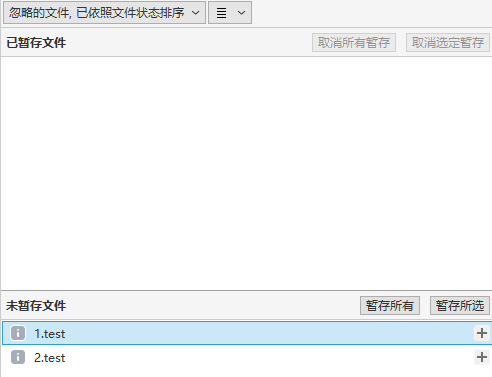 忽略的文件, 已依照文件状态排序
已暂存文件 取消所有暂存 取消选定暂存
未暂存文件 暂存所有 暂存所选
1.test
2.test